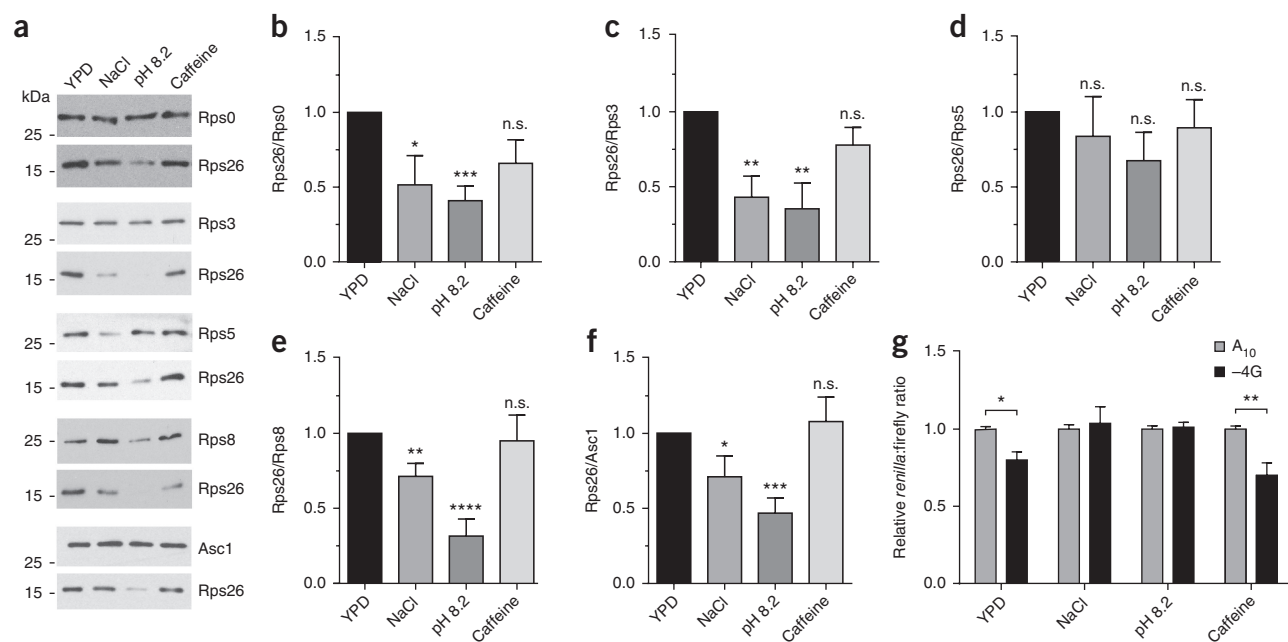 a
YPD
NaCl
pH 8.2
Caffeine
kDa
Rps0
25 -
Rps26
15 -
Rps3
25 -
Rps26
15 -
Rps5
25 -
Rps26
15 -
Rps8
25 -
Rps26
15 -
Asc1
25 -
Rps26
15 -
b
Rps26/Rps0
1.5
1.0
0.5
0.0
*
***
n.s.
YPD
NaCl
pH 8.2
Caffeine
c
Rps26/Rps3
1.5
1.0
0.5
0.0
**
**
n.s.
YPD
NaCl
pH 8.2
Caffeine
d
Rps26/Rps5
1.5
1.0
0.5
0.0
n.s.
n.s.
n.s.
YPD
NaCl
pH 8.2
Caffeine
e
Rps26/Rps8
1.5
1.0
0.5
0.0
**
****
n.s.
YPD
NaCl
pH 8.2
Caffeine
f
Rps26/Asc1
1.5
1.0
0.5
0.0
*
***
n.s.
YPD
NaCl
pH 8.2
Caffeine
g
Relative renilla:firefly ratio
1.5
1.0
0.5
0.0
A10
–4G
*
**
YPD
NaCl
pH 8.2
Caffeine